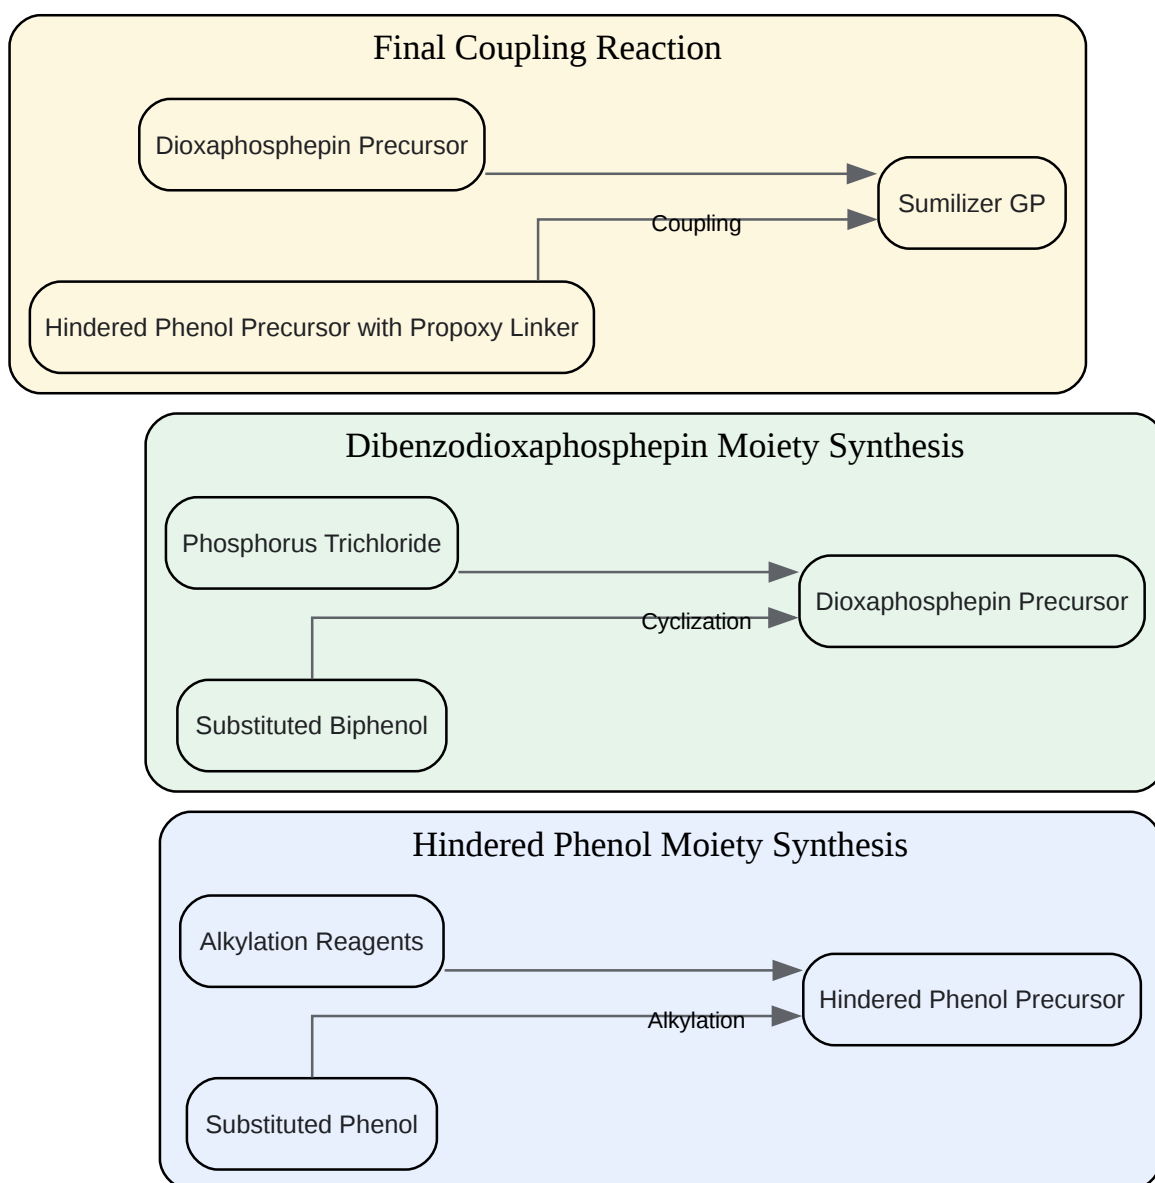 Final Coupling Reaction
Dioxaphosphepin Precursor
Sumilizer GP
Coupling
Hindered Phenol Precursor with Propoxy Linker
Dibenzodioxaphosphepin Moiety Synthesis
Phosphorus Trichloride
Dioxaphosphepin Precursor
Cyclization
Substituted Biphenol
Hindered Phenol Moiety Synthesis
Alkylation Reagents
Hindered Phenol Precursor
Alkylation
Substituted Phenol